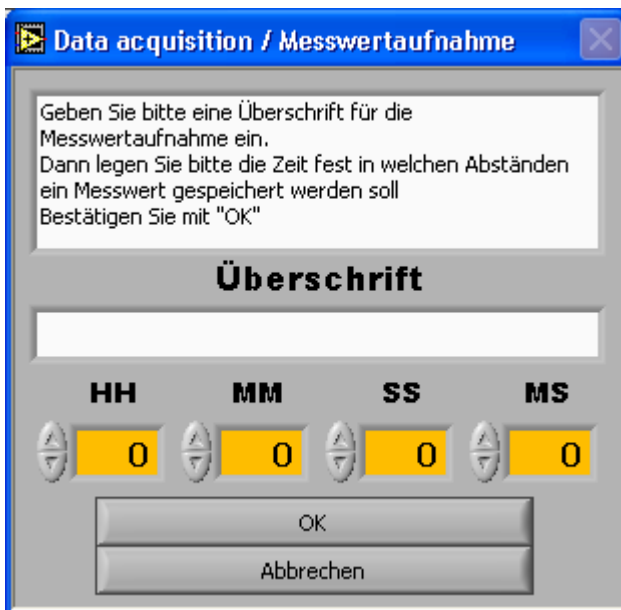 Data acquisition / Messwertaufnahme
Geben Sie bitte eine Überschrift für die
Messwertaufnahme ein.
Dann legen Sie bitte die Zeit fest in welchen Abständen
ein Messwert gespeichert werden soll
Bestätigen Sie mit "OK"
Überschrift
HH MM SS MS
0 0 0 0
OK
Abbrechen